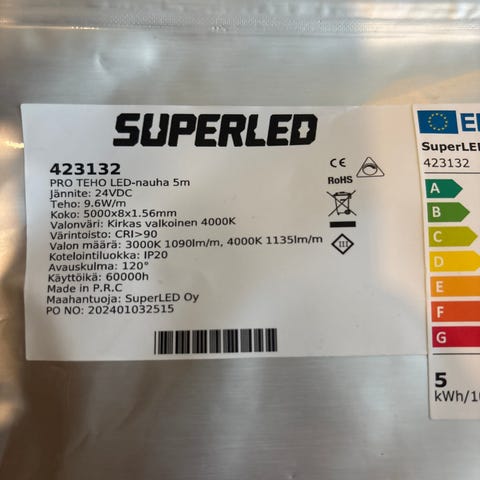 SUPERLED
423132
PRO TEHO LED-nauha 5m
Jännite: 24VDC
Teho: 9.6W/m
Koko: 5000x8x1.56mm
Valonväri: Kirkas valkoinen 4000K
Värintoisto: CRI>90
Valon määrä: 3000K 1090lm/m, 4000K 1135lm/m
Kotelointiluokka: IP20
Avauskulma: 120°
Käyttöikä: 60000h
Made in P.R.C
Maahantuoja: SuperLED Oy
PO NO: 202401032515
CE
RoHS
III
SuperLED
423132
A
B
C
D
E
F
G
5